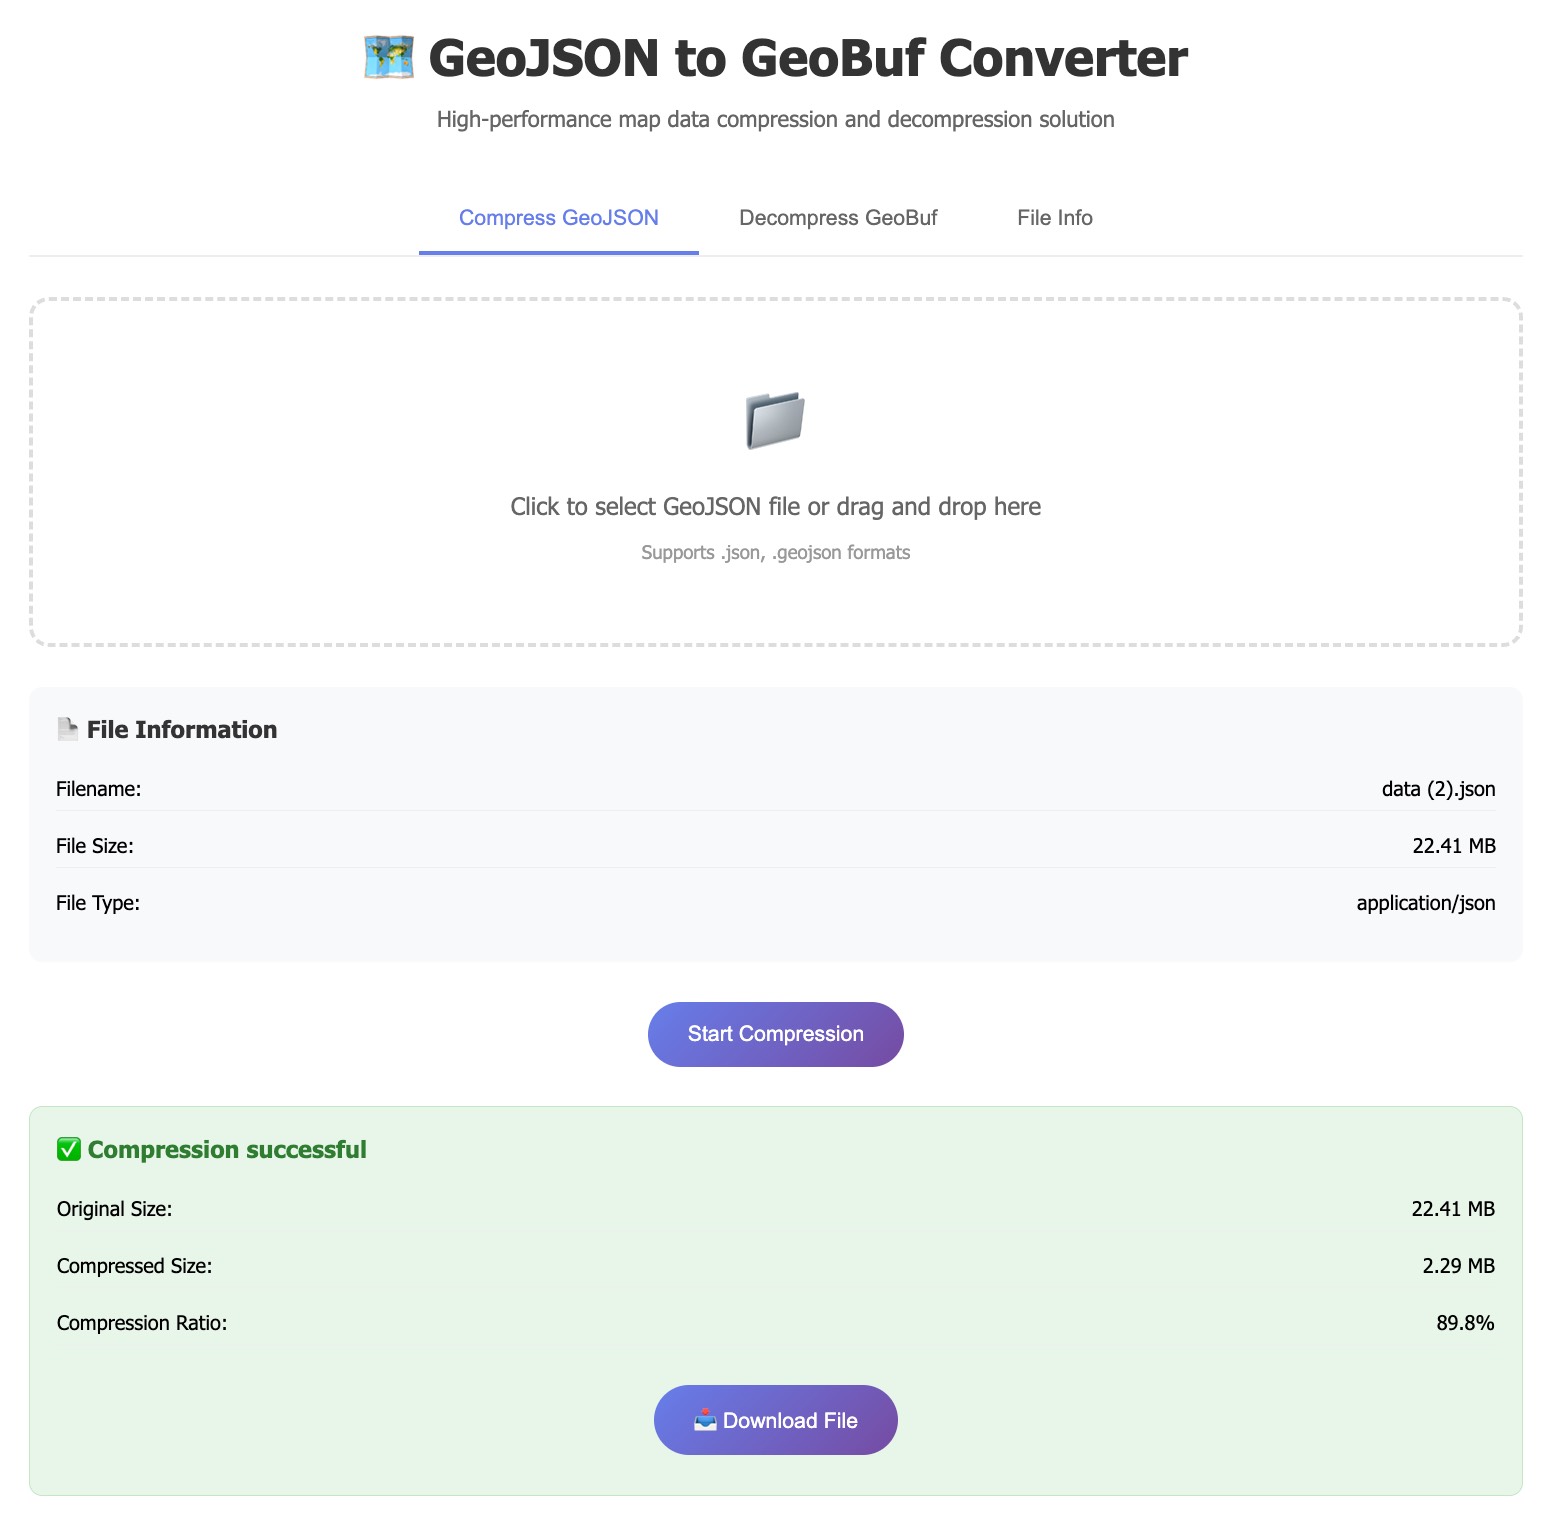 GeoJSON to GeoBuf Converter
High-performance map data compression and decompression solution
Compress GeoJSON
Decompress GeoBuf
File Info
Click to select GeoJSON file or drag and drop here
Supports .json, .geojson formats
File Information
Filename: data (2).json
File Size: 22.41 MB
File Type: application/json
Start Compression
Compression successful
Original Size: 22.41 MB
Compressed Size: 2.29 MB
Compression Ratio: 89.8%
Download File